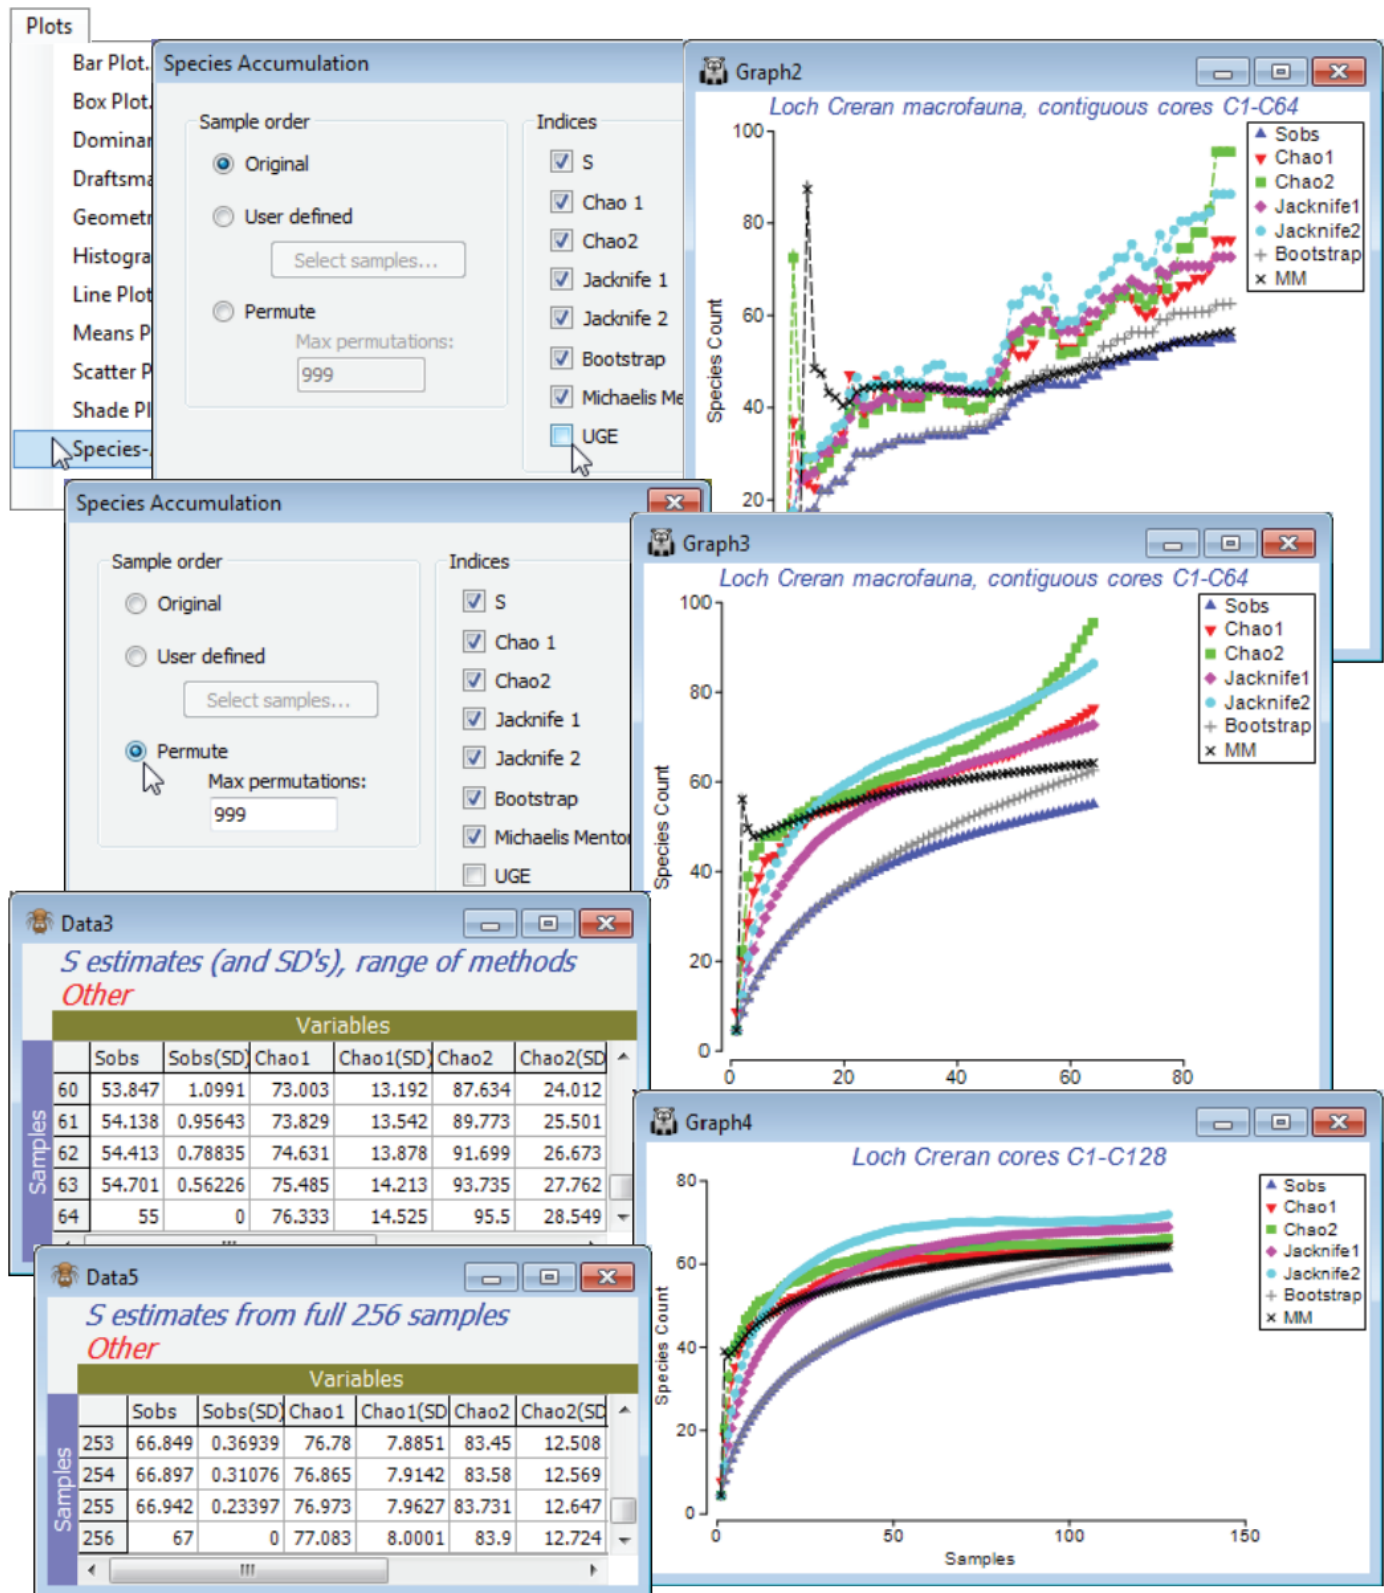 Plots
Bar Plot.
Box Plot.
Dominar
Draftsma
Geometr
Histogra
Line Plot
Means P
Scatter P
Shade Pl
Species-
Species Accumulation
Sample order
Original
User defined
Select samples...
Permute
Max permutations:
999
Indices
S
Chao 1
Chao2
Jacknife 1
Jacknife 2
Bootstrap
Michaelis Me
UGE
Graph2
Loch Creran macrofauna, contiguous cores C1-C64
100
80
60
40
20
Species Count
Sobs
Chao1
Chao2
Jacknife1
Jacknife2
Bootstrap
MM
Species Accumulation
Sample order
Original
User defined
Select samples...
Permute
Max permutations:
999
Indices
S
Chao 1
Chao2
Jacknife 1
Jacknife 2
Bootstrap
Michaelis Mentor
UGE
Graph3
Loch Creran macrofauna, contiguous cores C1-C64
100
80
60
40
20
0
Species Count
0 20 40 60 80
Sobs
Chao1
Chao2
Jacknife1
Jacknife2
Bootstrap
MM
Data3
S estimates (and SD's), range of methods
Other
Variables
Samples
Sobs Sobs(SD) Chao1 Chao1(SD) Chao2 Chao2(SD
60 53.847 1.0991 73.003 13.192 87.634 24.012
61 54.138 0.95643 73.829 13.542 89.773 25.501
62 54.413 0.78835 74.631 13.878 91.699 26.673
63 54.701 0.56226 75.485 14.213 93.735 27.762
64 55 0 76.333 14.525 95.5 28.549
Data5
S estimates from full 256 samples
Other
Variables
Samples
Sobs Sobs(SD) Chao1 Chao1(SD Chao2 Chao2(SD
253 66.849 0.36939 76.78 7.8851 83.45 12.508
254 66.897 0.31076 76.865 7.9142 83.58 12.569
255 66.942 0.23397 76.973 7.9627 83.731 12.647
256 67 0 77.083 8.0001 83.9 12.724
Graph4
Loch Creran cores C1-C128
80
60
40
20
0
Species Count
0 50 100 150
Samples
Sobs
Chao1
Chao2
Jacknife1
Jacknife2
Bootstrap
MM